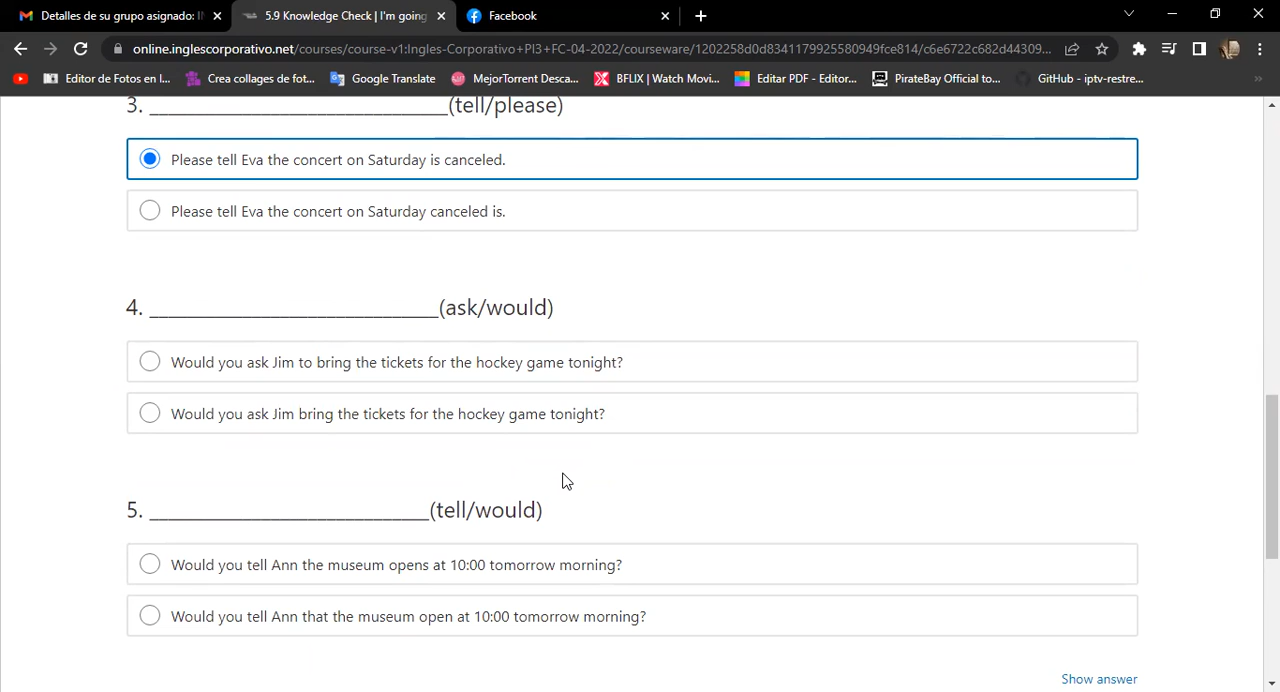 Detalles de su grupo asignado: I
5.9 Knowledge Check | I'm going
Facebook
online.inglescorporativo.net/courses/course-v1:Ingles-Corporativo+PI3+FC-04-2022/courseware/1202258d0d8341179925580949fce814/c6e6722c682d44309...
Editor de Fotos en l...
Crea collages de fot...
Google Translate
MejorTorrent Desca...
BFLIX | Watch Movi...
Editar PDF - Editor...
PirateBay Official to...
GitHub - iptv-restre...
»
3. ______________________________(tell/please)
Please tell Eva the concert on Saturday is canceled.
Please tell Eva the concert on Saturday canceled is.
4. _____________________________(ask/would)
Would you ask Jim to bring the tickets for the hockey game tonight?
Would you ask Jim bring the tickets for the hockey game tonight?
5. ____________________________(tell/would)
Would you tell Ann the museum opens at 10:00 tomorrow morning?
Would you tell Ann that the museum open at 10:00 tomorrow morning?
Show answer